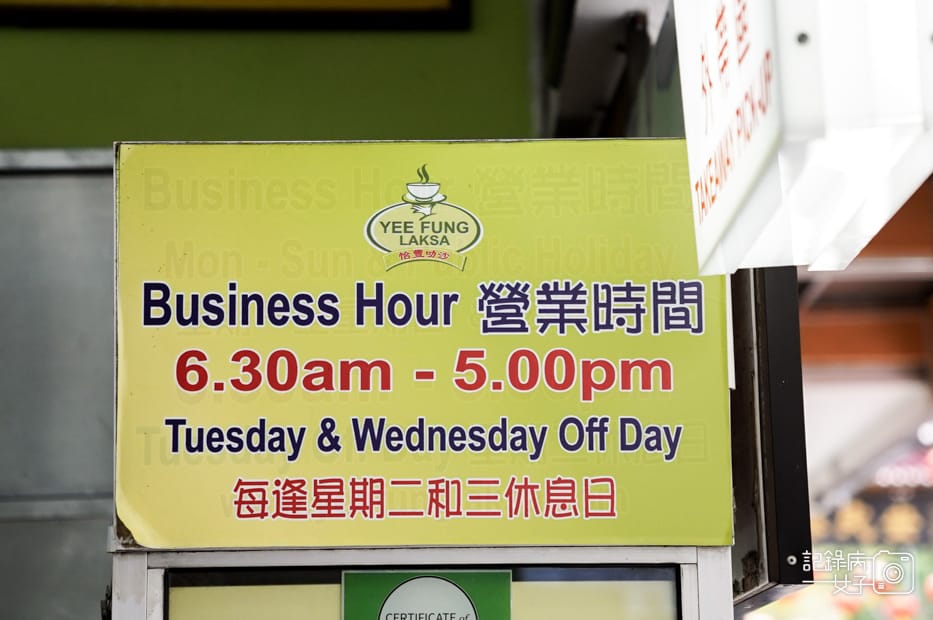 YEE FUNG
LAKSA
怡豐叻沙
Business Hour 營業時間
6.30am - 5.00pm
Tuesday & Wednesday Off Day
每逢星期二和三休息日
TAKEAWAY PICK-UP
CERTIFICATE of
記錄病
女子